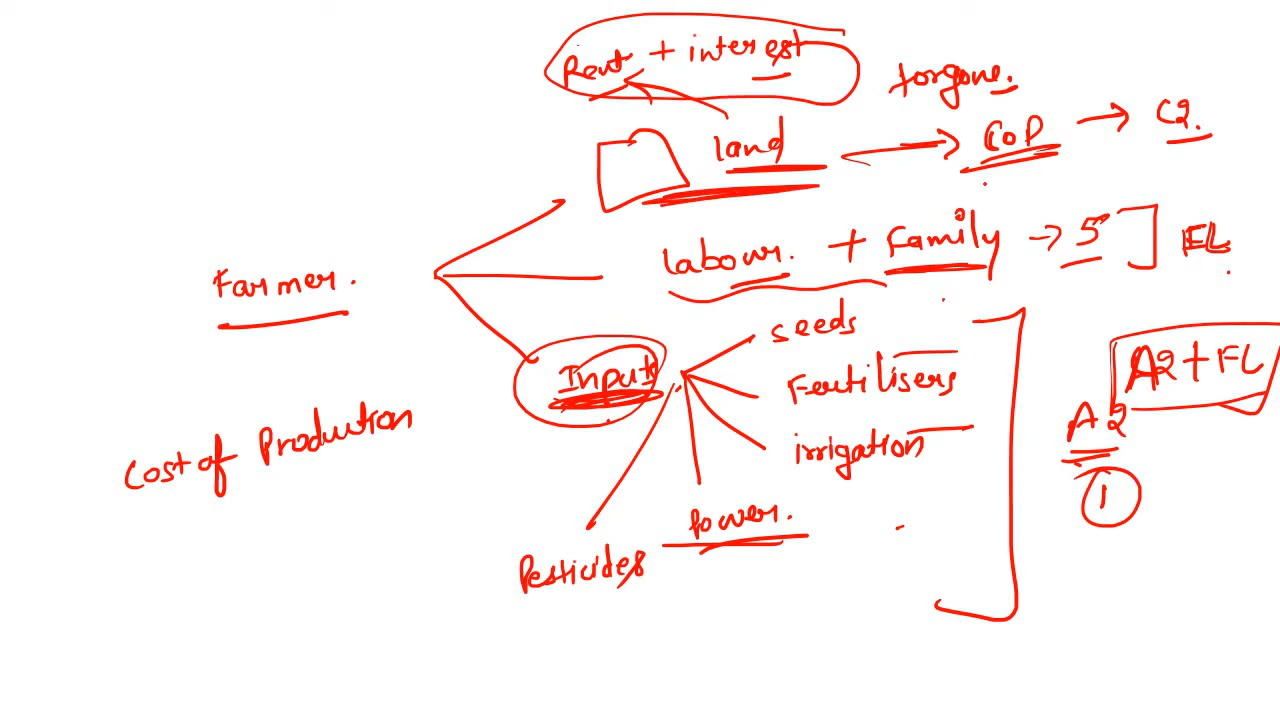 Rent + interest
forgone.
land → COP → C2.
labour. + Family → 5 ] FL
Farmer.
Inputs
seeds
Fertilisers
irrigation
Power.
Pesticides
A2 + FL
A2
1
Cost of Production